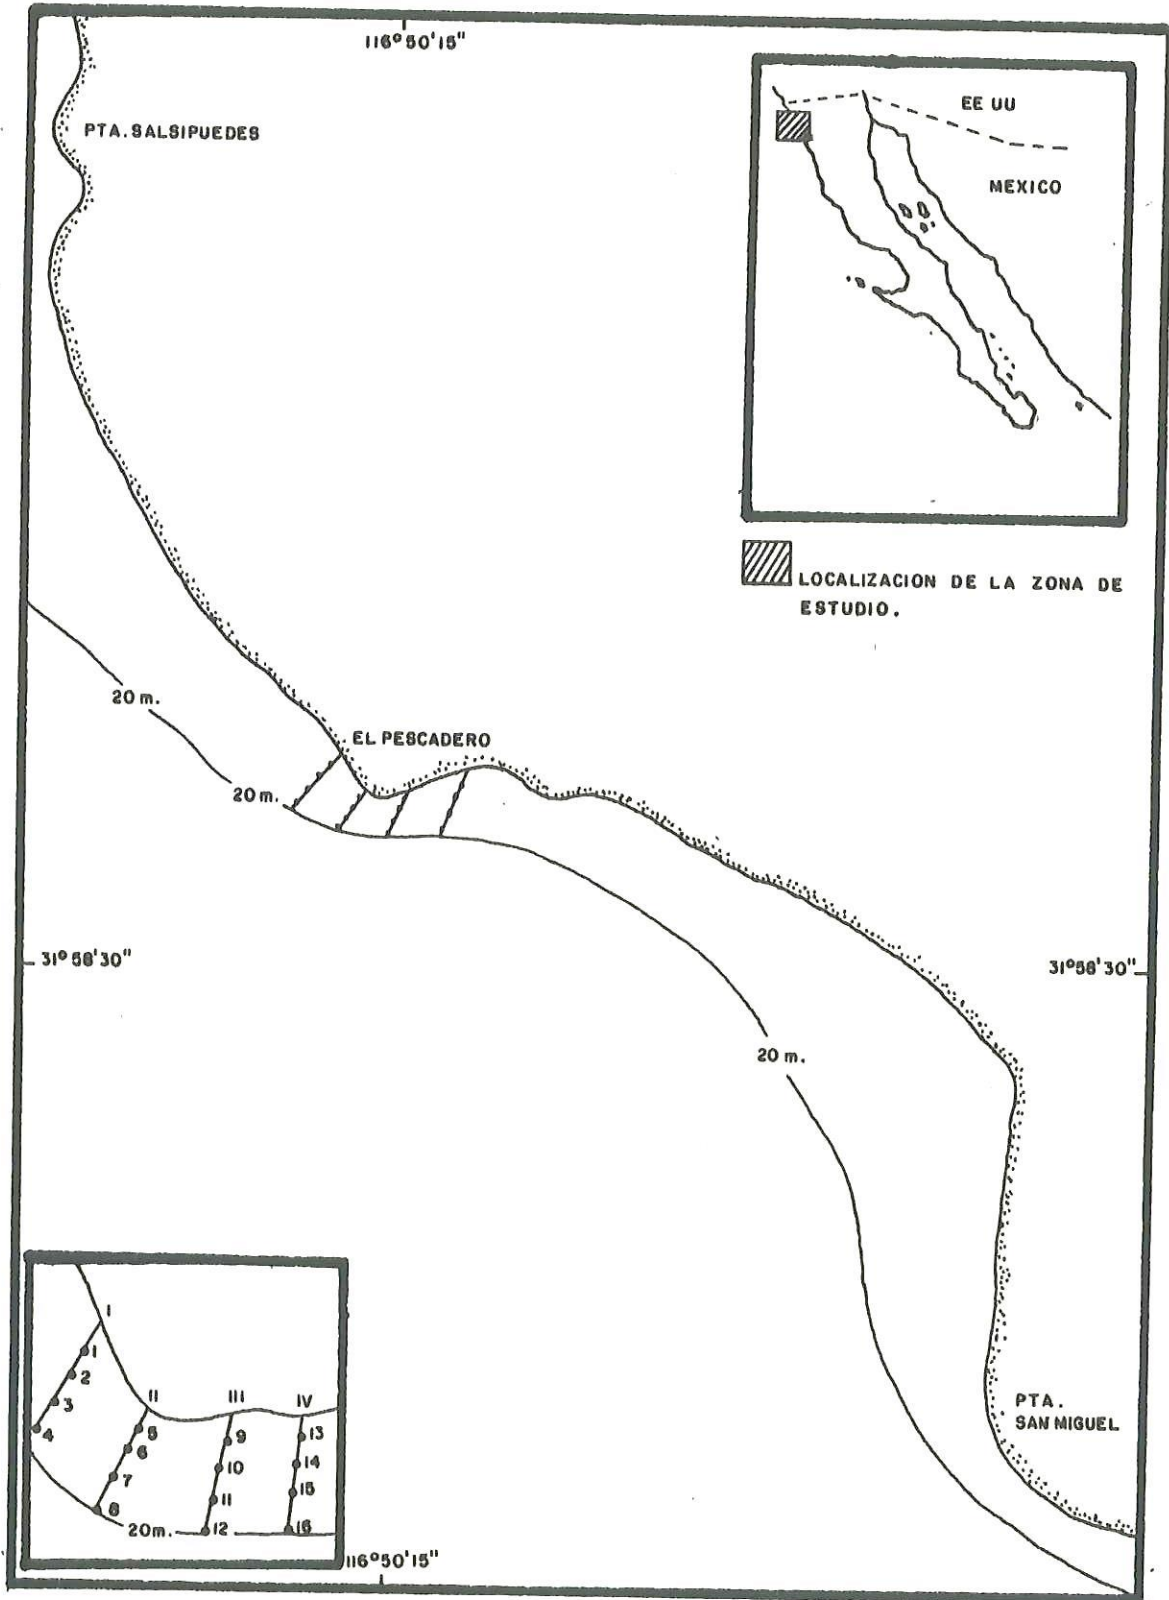 116°50'15"
PTA. SALSIPUEDES
EE UU
MEXICO
LOCALIZACION DE LA ZONA DE
ESTUDIO.
20 m.
EL PESCADERO
20 m.
31°58'30"
31°58'30"
20 m.
PTA.
SAN MIGUEL
I
1
2
3
4
II
5
6
7
8
III
9
10
11
12
IV
13
14
15
16
20m.
116°50'15"